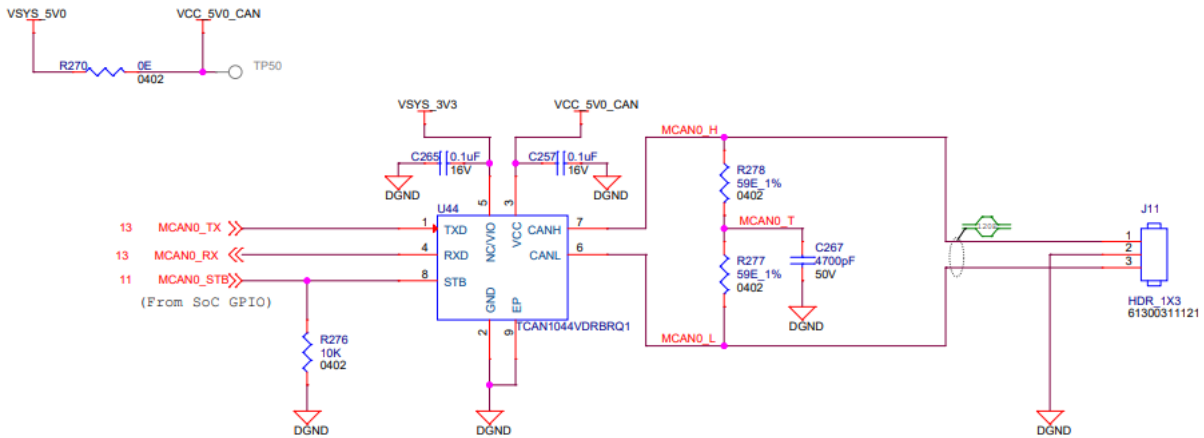 VSYS_5V0
VCC_5V0_CAN
R270
0E
0402
TP50
VSYS_3V3
VCC_5V0_CAN
C265
0.1uF
16V
C257
0.1uF
16V
DGND
DGND
U44
5
3
13 MCAN0_TX
1
TXD
NC/VIO
VCC
CANH
7
13 MCAN0_RX
4
RXD
CANL
6
11 MCAN0_STB
8
STB
(From SoC GPIO)
GND
EP
2
9
TCAN1044VDRBRQ1
R276
10K
0402
DGND
DGND
MCAN0_H
R278
59E_1%
0402
MCAN0_T
R277
59E_1%
0402
C267
4700pF
50V
DGND
MCAN0_L
J11
1
2
3
HDR_1X3
61300311121
DGND